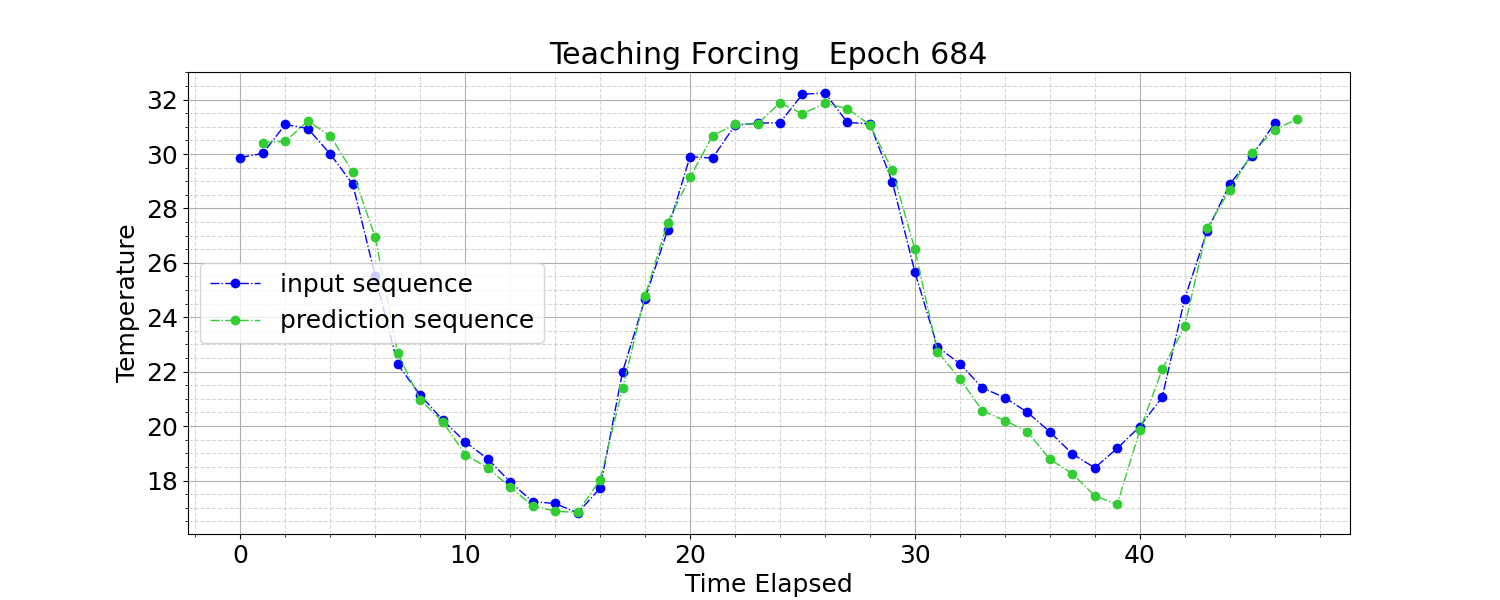 Teaching Forcing   Epoch 684
Temperature
32
30
28
26
24
22
20
18
input sequence
prediction sequence
0 10 20 30 40
Time Elapsed